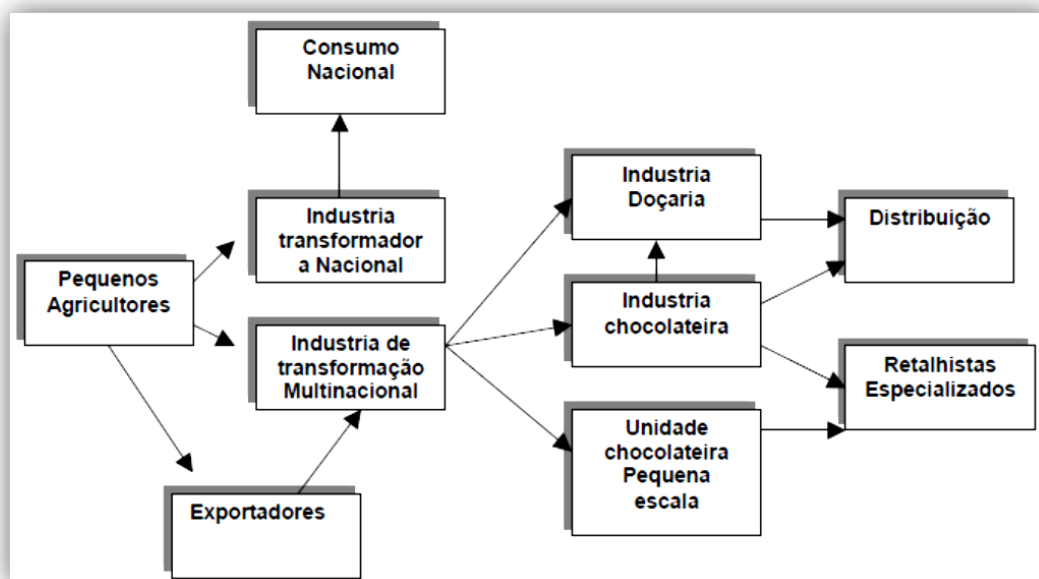 Consumo
Nacional
Industria
transformador
a Nacional
Pequenos
Agricultores
Industria de
transformação
Multinacional
Exportadores
Industria
Doçaria
Industria
chocolateira
Unidade
chocolateira
Pequena
escala
Distribuição
Retalhistas
Especializados